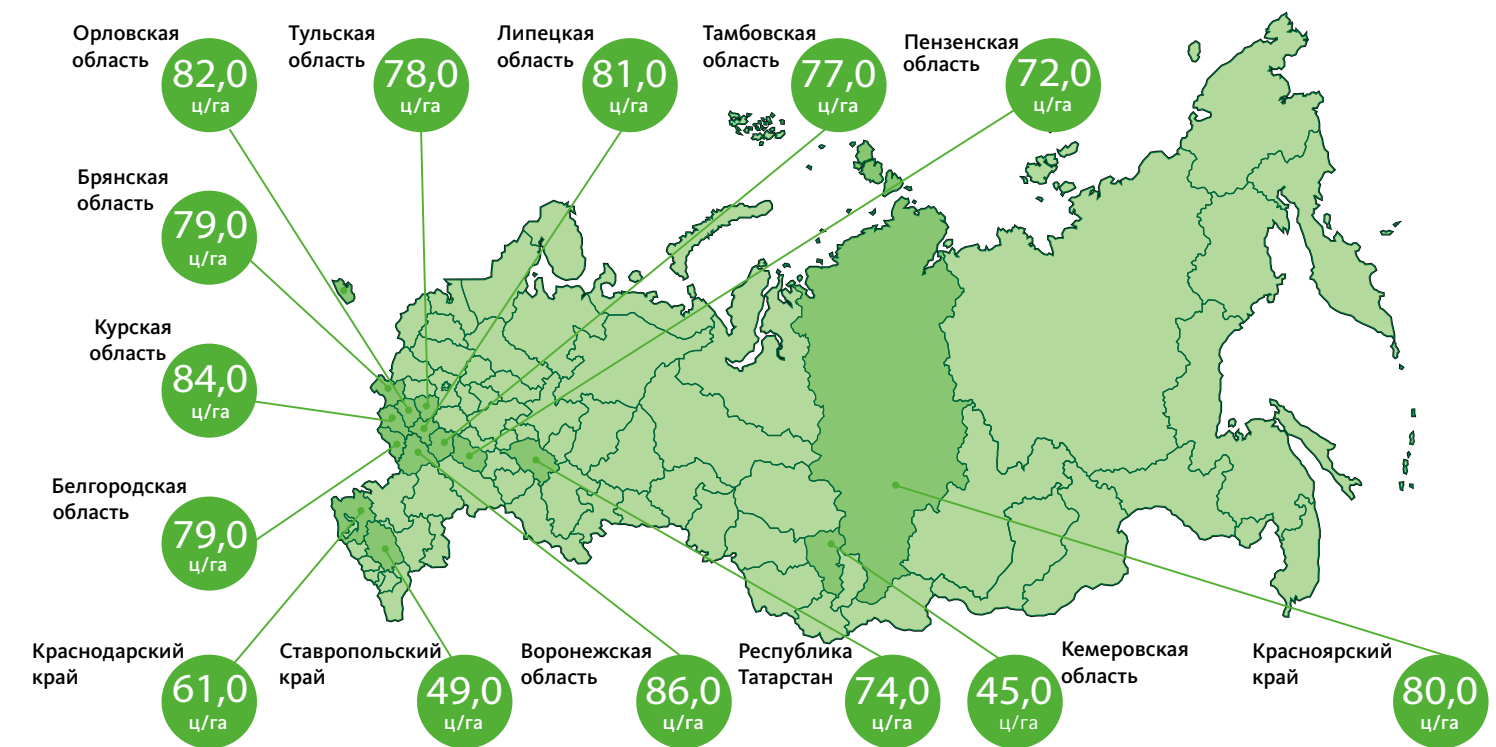 Орловская
область
82,0
ц/га
Тульская
область
78,0
ц/га
Липецкая
область
81,0
ц/га
Тамбовская
область
77,0
ц/га
Пензенская
область
72,0
ц/га
Брянская
область
79,0
ц/га
Курская
область
84,0
ц/га
Белгородская
область
79,0
ц/га
Краснодарский
край
61,0
ц/га
Ставропольский
край
49,0
ц/га
Воронежская
область
86,0
ц/га
Республика
Татарстан
74,0
ц/га
45,0
ц/га
Кемеровская
область
Красноярский
край
80,0
ц/га